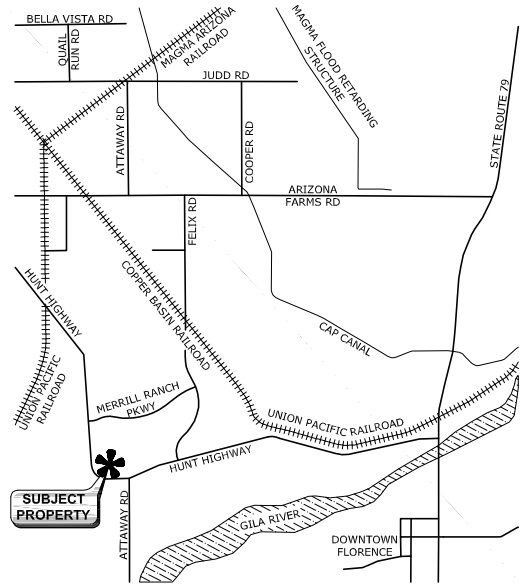 BELLA VISTA RD
QUAIL
RUN RD
MAGMA ARIZONA
RAILROAD
MAGMA FLOOD RETARDING
STRUCTURE
STATE ROUTE 79
JUDD RD
ATTAWAY RD
COOPER RD
ARIZONA
FARMS RD
FELIX RD
HUNT HIGHWAY
COPPER BASIN RAILROAD
CAP CANAL
UNION PACIFIC
RAILROAD
MERRILL RANCH
PKWY
UNION PACIFIC RAILROAD
HUNT HIGHWAY
SUBJECT
PROPERTY
ATTAWAY RD
GILA RIVER
DOWNTOWN
FLORENCE